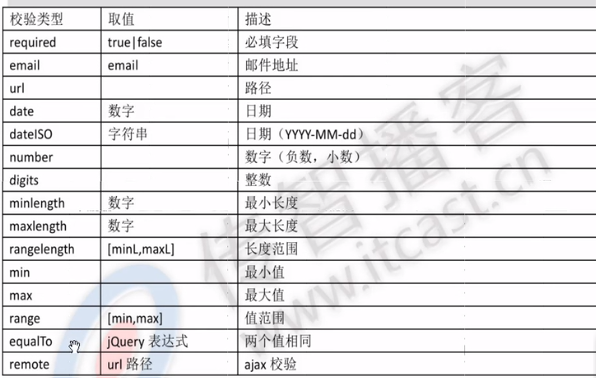 校验类型 取值 描述
required true|false 必填字段
email email 邮件地址
url 路径
date 数字 日期
dateISO 字符串 日期（YYYY-MM-dd）
number 数字（负数，小数）
digits 整数
minlength 数字 最小长度
maxlength 数字 最大长度
rangelength [minL,maxL] 长度范围
min 最小值
max 最大值
range [min,max] 值范围
equalTo jQuery 表达式 两个值相同
remote url 路径 ajax 校验
传智播客
www.itcast.cn